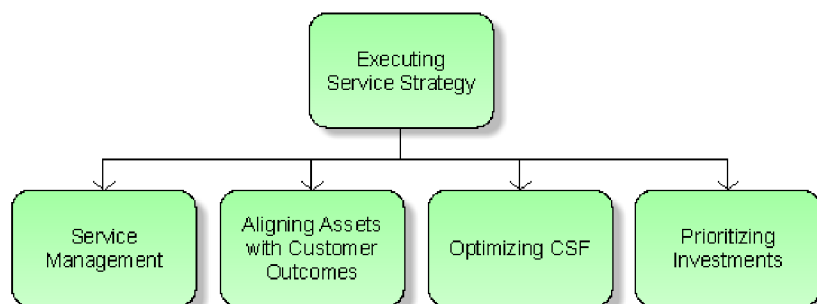 Executing
Service Strategy
Service
Management
Aligning Assets
with Customer
Outcomes
Optimizing CSF
Prioritizing
Investments